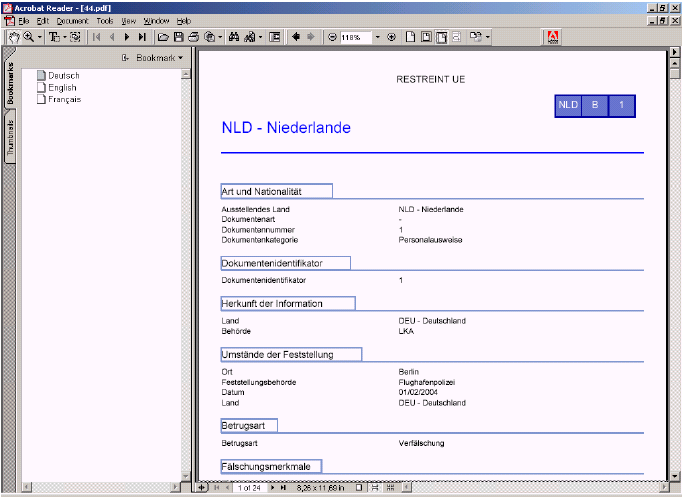 Acrobat Reader - [44.pdf]
File Edit Document Tools View Window Help
118%
Bookmarks
Thumbnails
Bookmark
Deutsch
English
Français
RESTREINT UE
NLD B 1
NLD - Niederlande
Art und Nationalität
Ausstellendes Land NLD - Niederlande
Dokumentenart -
Dokumentennummer 1
Dokumentenkategorie Personalausweise
Dokumentenidentifikator
Dokumentenidentifikator 1
Herkunft der Information
Land DEU - Deutschland
Behörde LKA
Umstände der Feststellung
Ort Berlin
Feststellungsbehörde Flughafenpolizei
Datum 01/02/2004
Land DEU - Deutschland
Betrugsart
Betrugsart Verfälschung
Fälschungsmerkmale
1 of 24 8,26 x 11,69 in